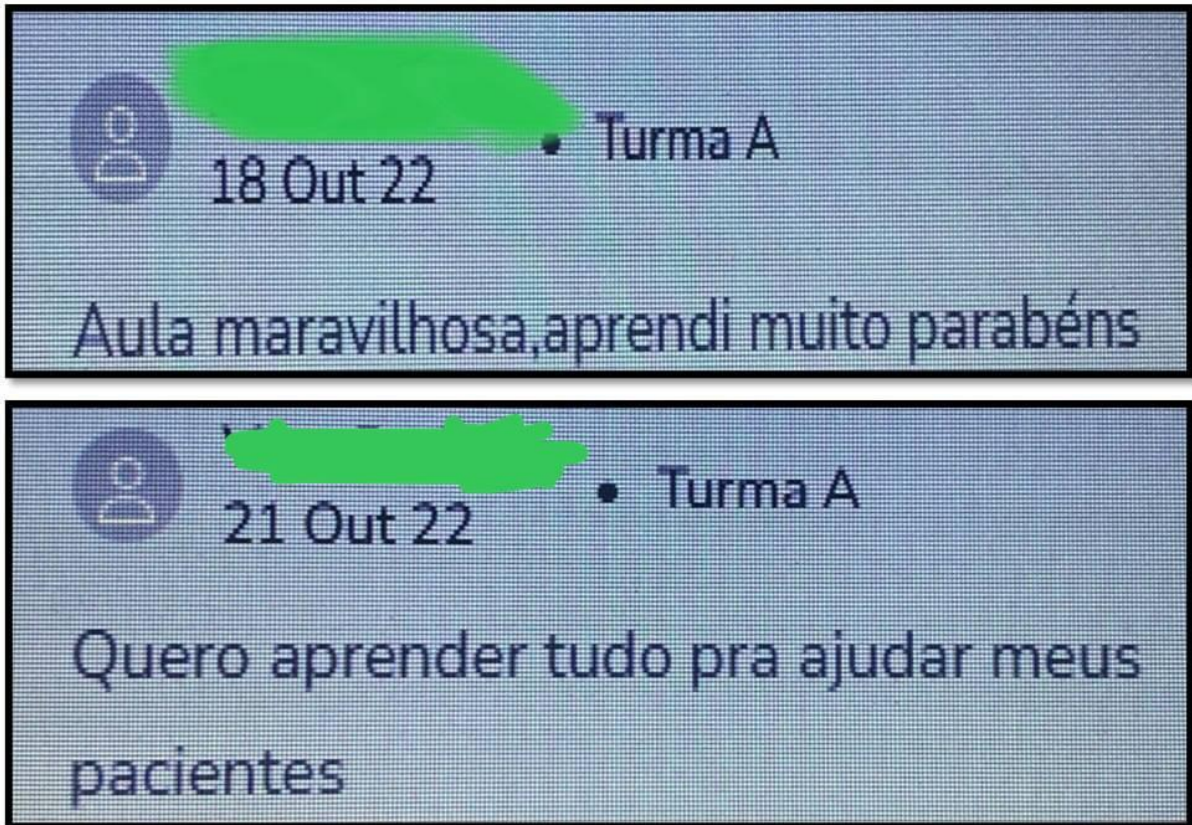 Turma A
18 Out 22
Aula maravilhosa,aprendi muito parabéns
Turma A
21 Out 22
Quero aprender tudo pra ajudar meus
pacientes